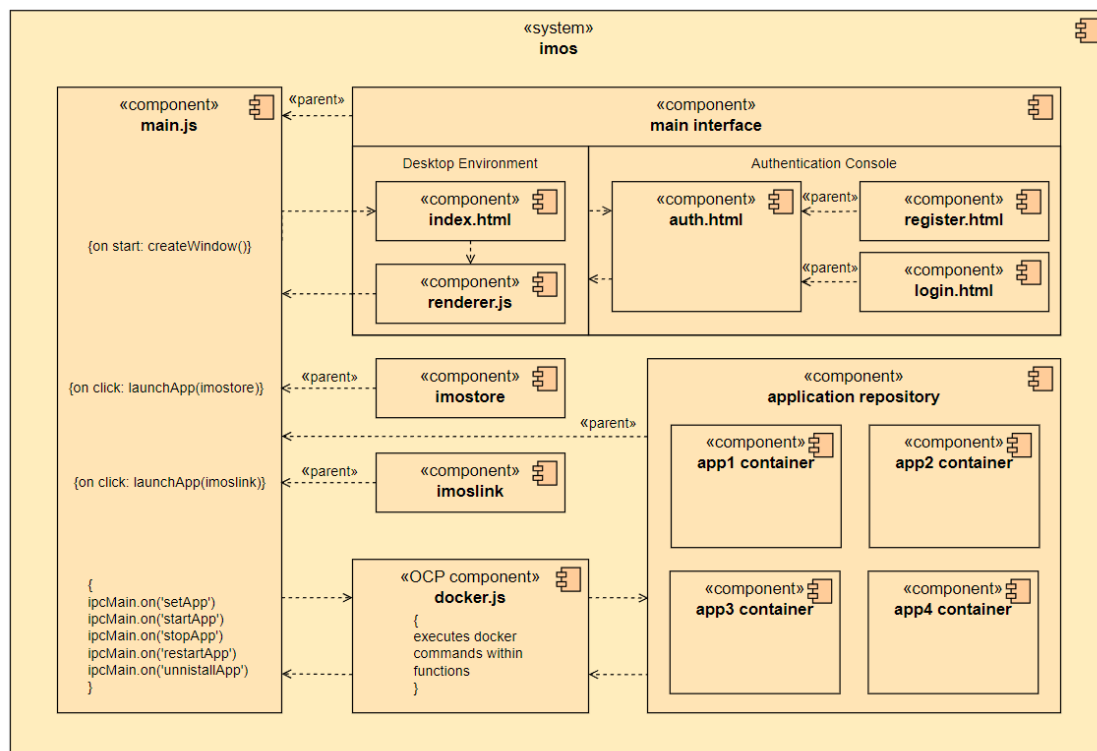 «system»
imos
«component»
main.js
«parent»
«component»
main interface
Desktop Environment
Authentication Console
«component»
index.html
«component»
auth.html
«parent»
«component»
register.html
{on start: createWindow()}
«component»
renderer.js
«parent»
«component»
login.html
{on click: launchApp(imostore)}
«parent»
«component»
imostore
«component»
application repository
«parent»
{on click: launchApp(imoslink)}
«parent»
«component»
imoslink
«component»
app1 container
«component»
app2 container
{
ipcMain.on('setApp')
ipcMain.on('startApp')
ipcMain.on('stopApp')
ipcMain.on('restartApp')
ipcMain.on('unnistallApp')
}
«OCP component»
docker.js
{
executes docker
commands within
functions
}
«component»
app3 container
«component»
app4 container